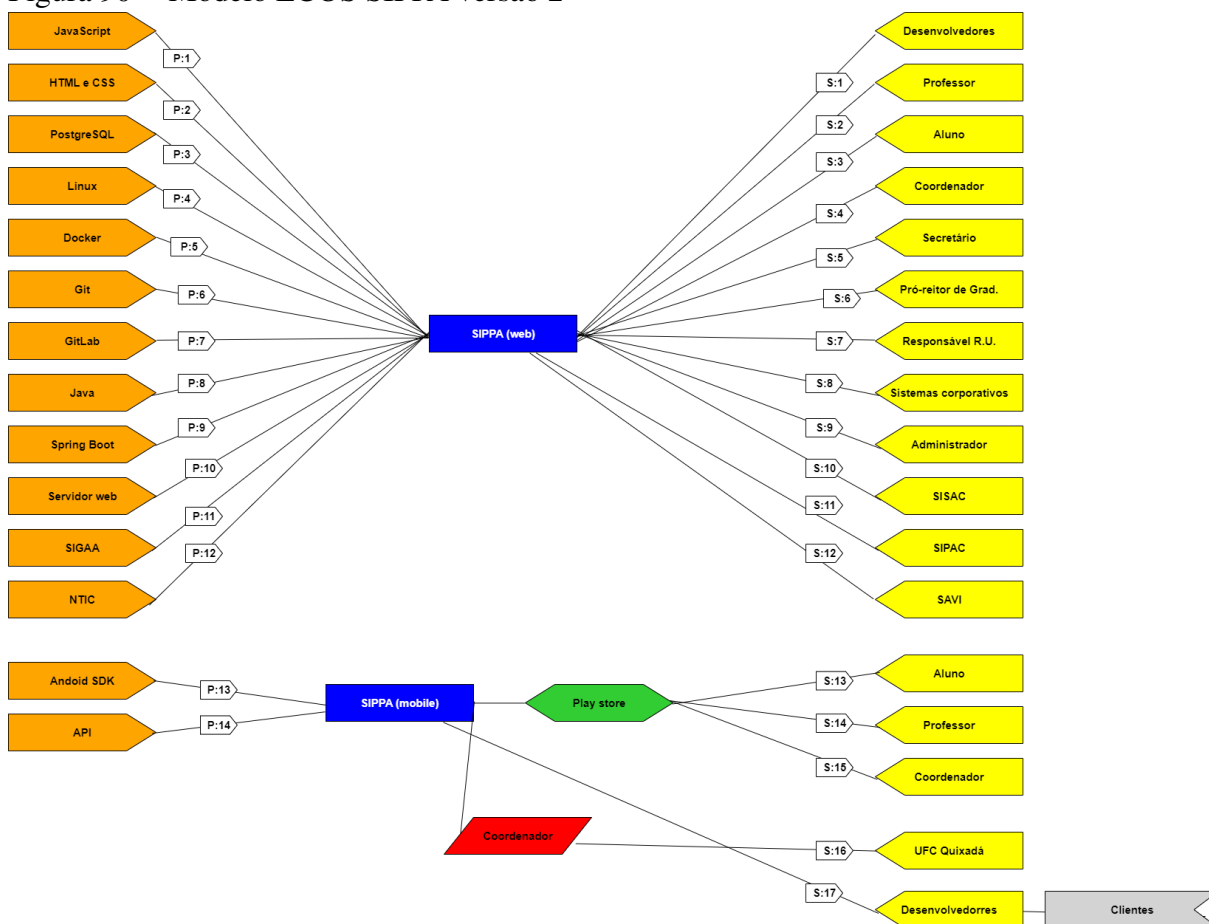 JavaScript
Desenvolvedores
P:1
HTML e CSS
S:1
Professor
P:2
S:2
PostgreSQL
Aluno
P:3
S:3
Linux
Coordenador
P:4
S:4
Docker
Secretário
P:5
S:5
Git
Pró-reitor de Grad.
P:6
S:6
SIPPA (web)
GitLab
Responsável R.U.
P:7
S:7
Java
Sistemas corporativos
P:8
S:8
P:9
S:9
Spring Boot
Administrador
P:10
S:10
Servidor web
SISAC
P:11
S:11
SIGAA
SIPAC
P:12
S:12
NTIC
SAVI
Andoid SDK
Aluno
P:13
S:13
SIPPA (mobile)
Play store
P:14
S:14
Professor
API
S:15
Coordenador
Coordenador
S:16
UFC Quixadá
S:17
Desenvolvedorres
Clientes